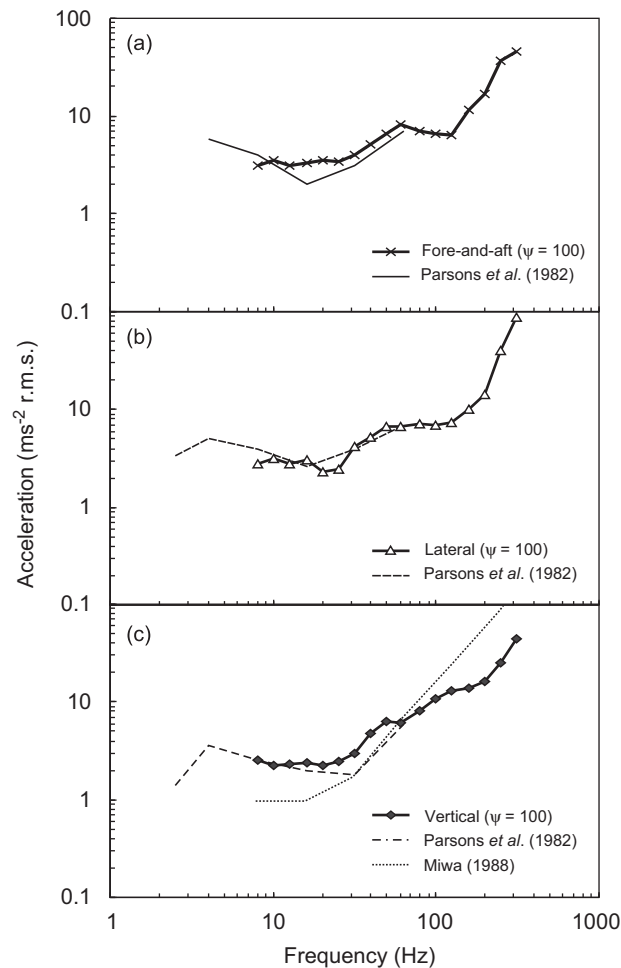 100
(a)
10
1
Fore-and-aft (ψ = 100)
Parsons et al. (1982)
0.1
(b)
10
1
Lateral (ψ = 100)
Parsons et al. (1982)
0.1
(c)
10
1
Vertical (ψ = 100)
Parsons et al. (1982)
Miwa (1988)
0.1
1 10 100 1000
Frequency (Hz)
Acceleration (ms-2 r.m.s.)